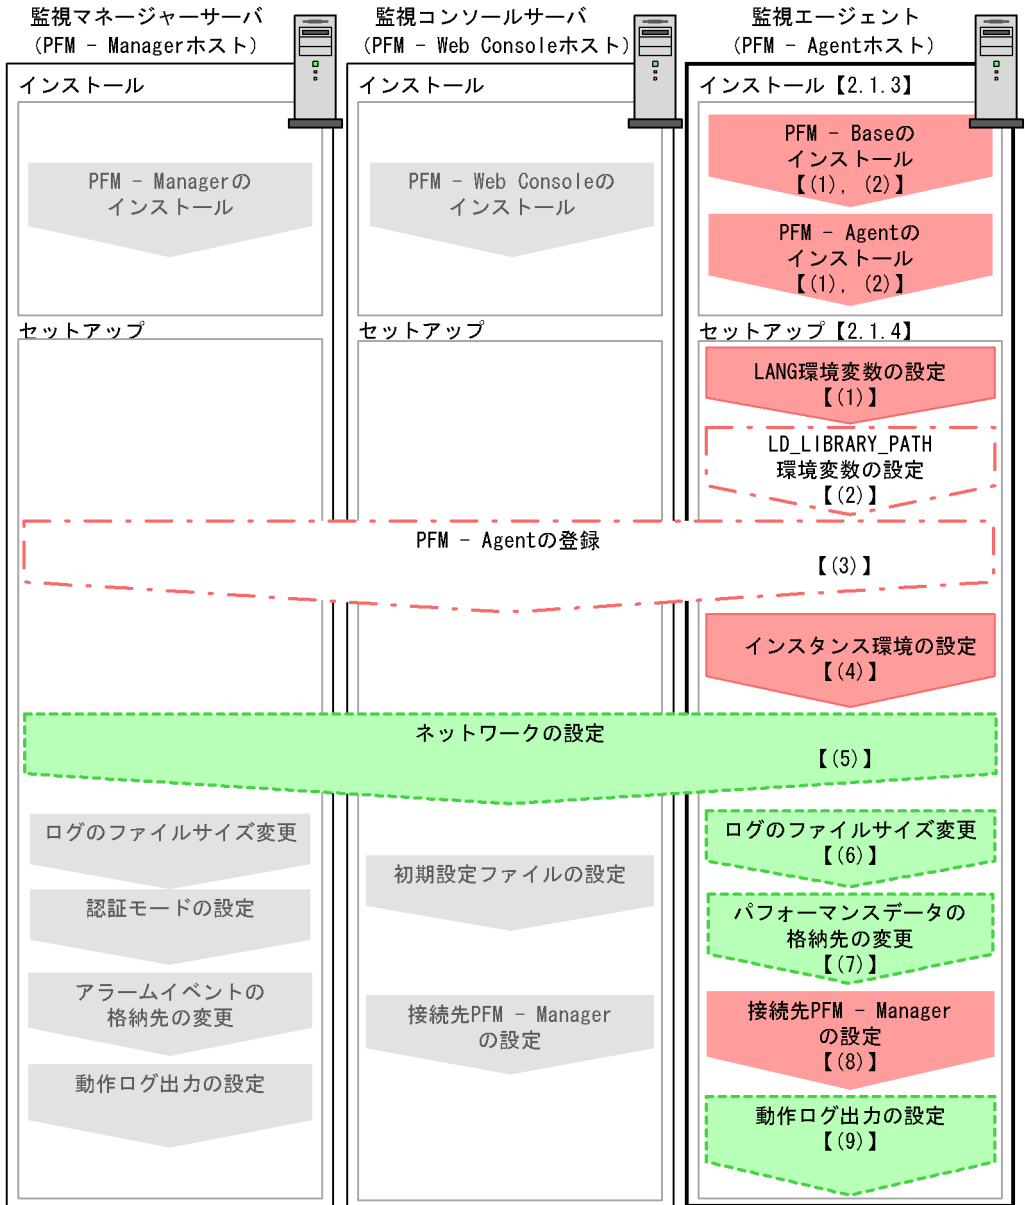 監視マネージャーサーバ
(PFM - Managerホスト)
インストール
PFM - Managerの
インストール
セットアップ
監視コンソールサーバ
(PFM - Web Consoleホスト)
インストール
PFM - Web Consoleの
インストール
セットアップ
監視エージェント
(PFM - Agentホスト)
インストール【2.1.3】
PFM - Baseの
インストール
【(1), (2)】
PFM - Agentの
インストール
【(1), (2)】
セットアップ【2.1.4】
LANG環境変数の設定
【(1)】
LD_LIBRARY_PATH
環境変数の設定
【(2)】
PFM - Agentの登録
【(3)】
インスタンス環境の設定
【(4)】
ネットワークの設定
【(5)】
ログのファイルサイズ変更
認証モードの設定
アラームイベントの
格納先の変更
動作ログ出力の設定
初期設定ファイルの設定
接続先PFM - Manager
の設定
ログのファイルサイズ変更
【(6)】
パフォーマンスデータの
格納先の変更
【(7)】
接続先PFM - Manager
の設定
【(8)】
動作ログ出力の設定
【(9)】